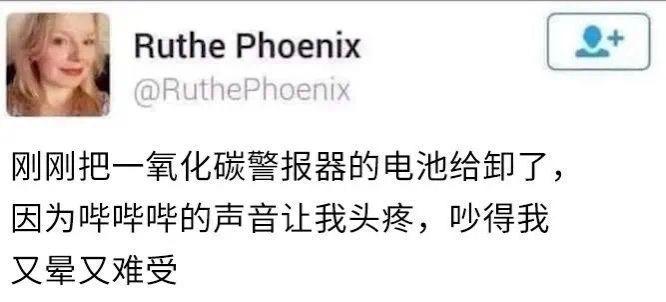 Ruthe Phoenix
@RuthePhoenix
刚刚把一氧化碳警报器的电池给卸了，
因为哔哔哔的声音让我头疼，吵得我
又晕又难受